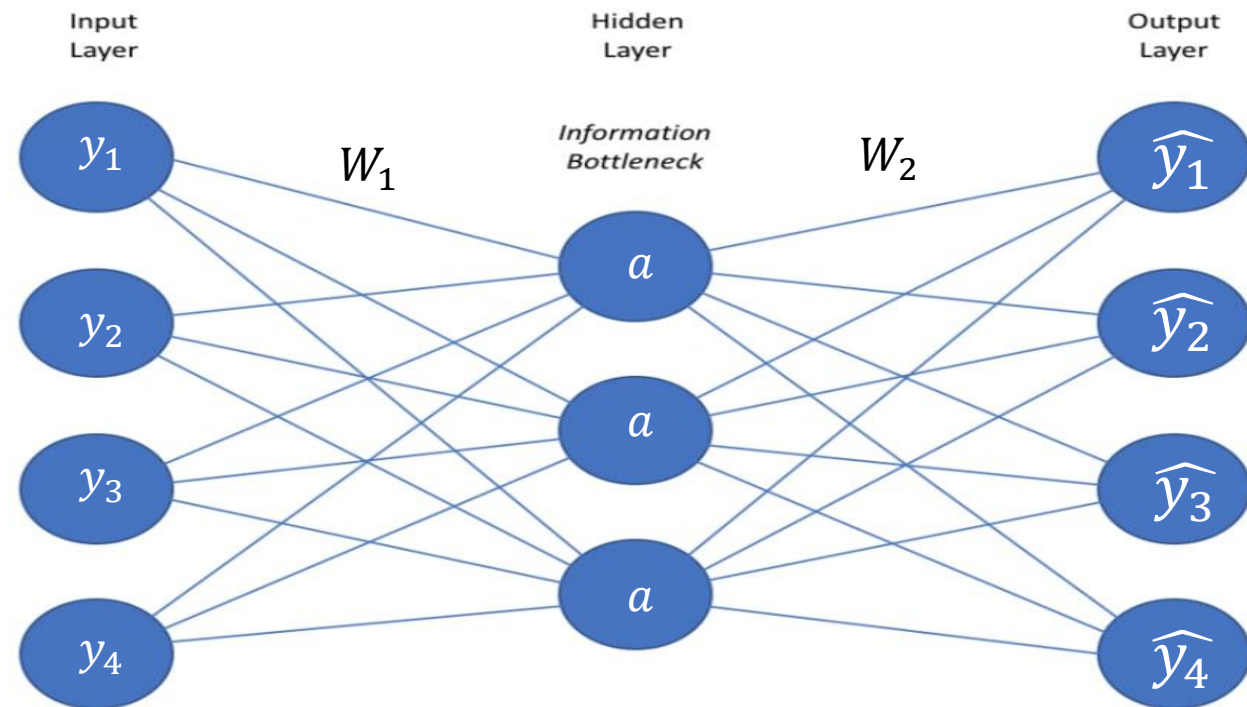 Input
Layer
Hidden
Layer
Output
Layer
Information
Bottleneck
W₁
W₂
y₁
y₂
y₃
y₄
a
a
a
ŷ₁
ŷ₂
ŷ₃
ŷ₄